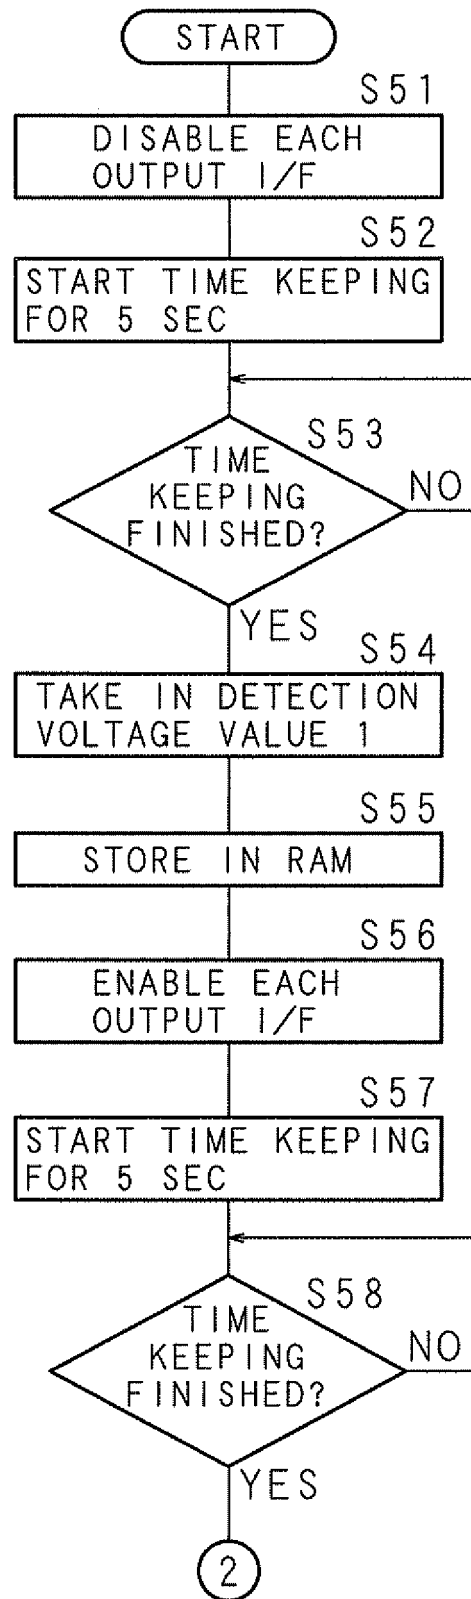 START
S51
DISABLE EACH
OUTPUT I/F
S52
START TIME KEEPING
FOR 5 SEC
S53
TIME
KEEPING
FINISHED?
NO
YES
S54
TAKE IN DETECTION
VOLTAGE VALUE 1
S55
STORE IN RAM
S56
ENABLE EACH
OUTPUT I/F
S57
START TIME KEEPING
FOR 5 SEC
S58
TIME
KEEPING
FINISHED?
NO
YES
2